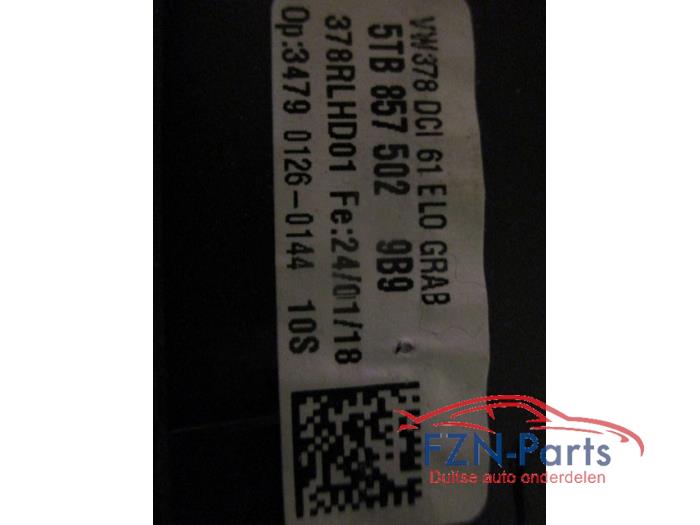 VW378 DCI 61 ELO GRAB
5TB 857 502 9B9
378RLHD01 Fe:24/01/18
Op:3479 0126-0144 10S
FZN-Parts
Duitse auto onderdelen